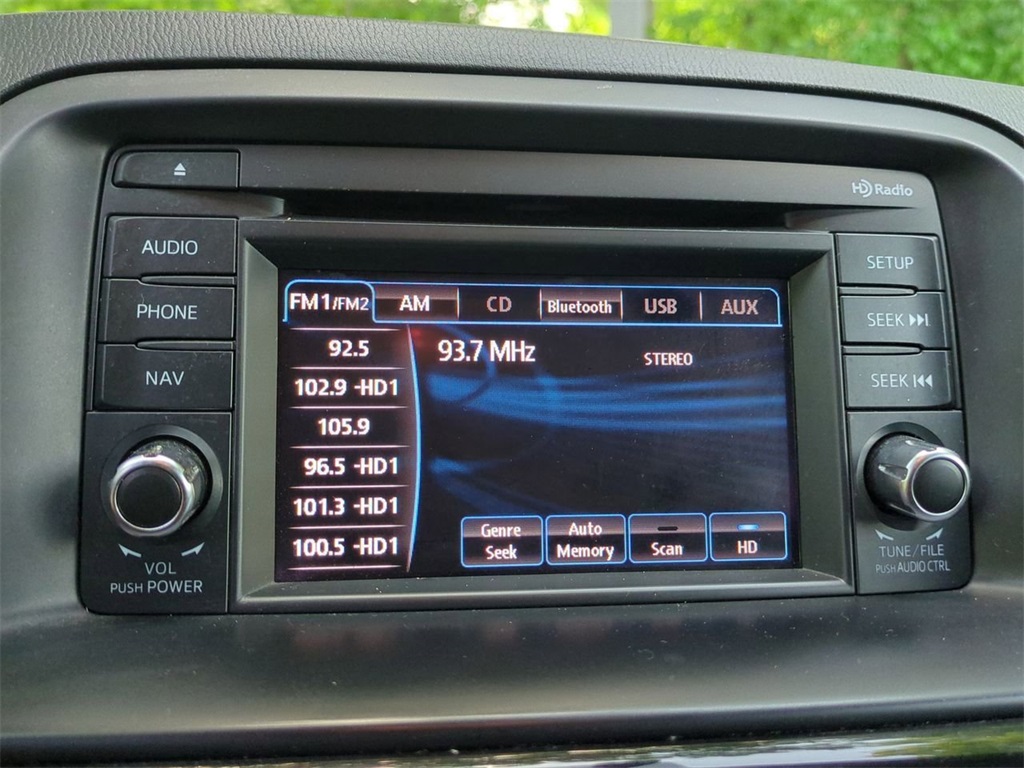 HD Radio
AUDIO
PHONE
NAV
VOL
PUSH POWER
FM1/FM2 AM CD Bluetooth USB AUX
92.5
102.9 -HD1
105.9
96.5 -HD1
101.3 -HD1
100.5 -HD1
93.7 MHz
STEREO
Genre Seek
Auto Memory
Scan
HD
SETUP
SEEK
SEEK
TUNE/FILE
PUSH AUDIO CTRL